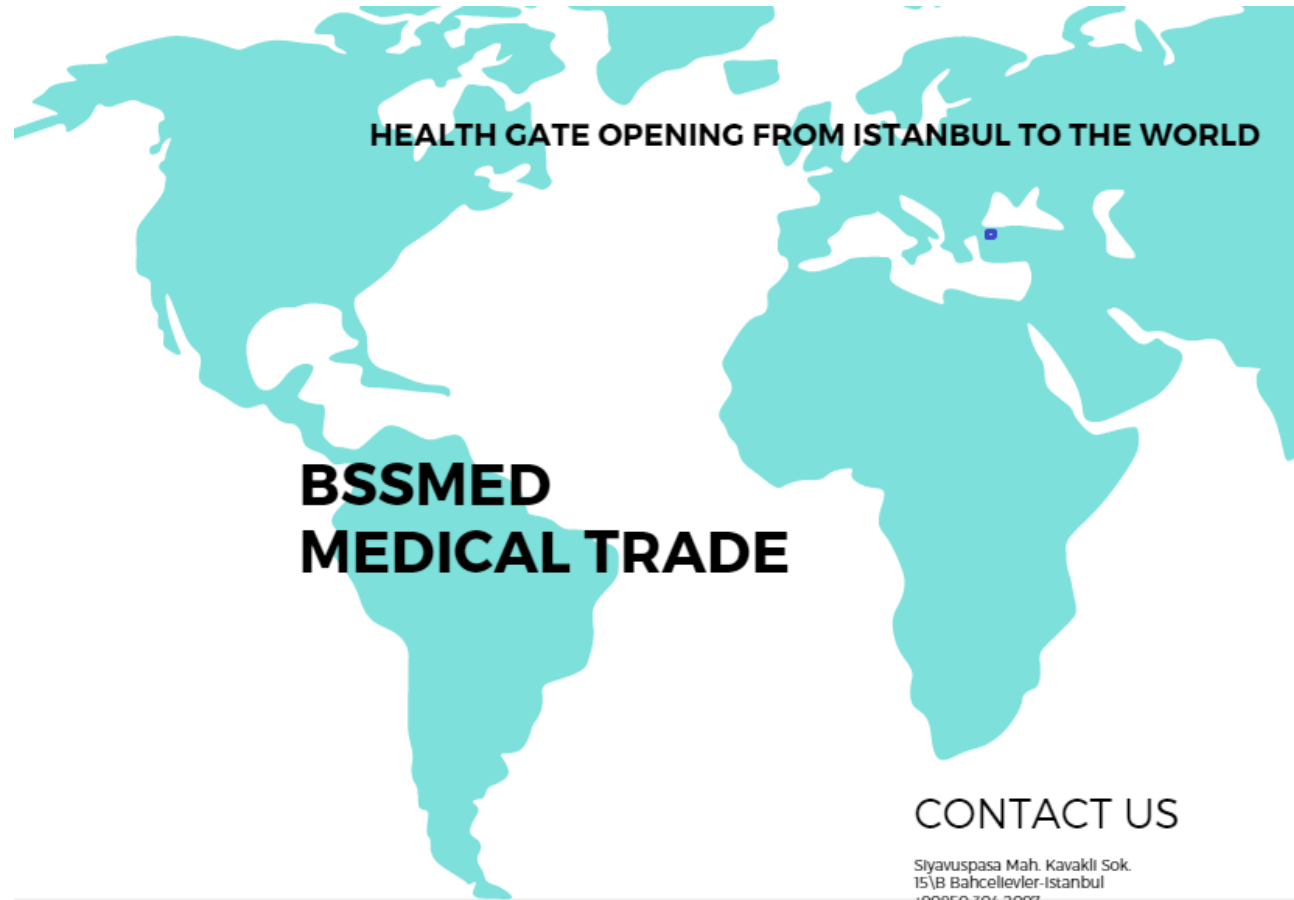 HEALTH GATE OPENING FROM ISTANBUL TO THE WORLD
BSSMED
MEDICAL TRADE
CONTACT US
Siyavuspasa Mah. Kavakli Sok.
15\B Bahcelievler-Istanbul